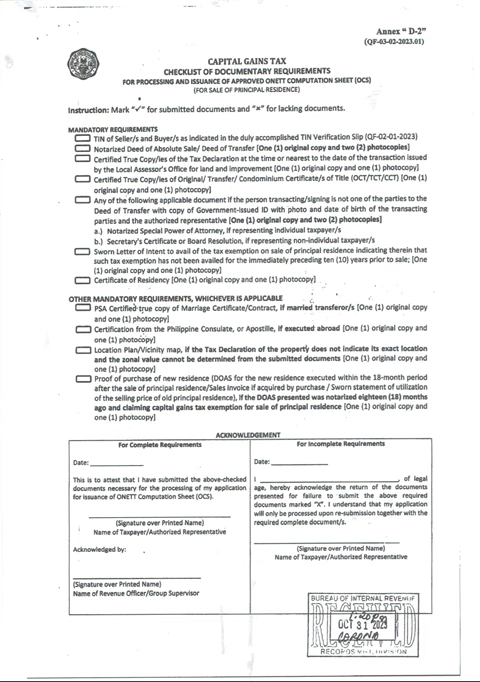 Annex " D-2"
(QF-03-02-2023.01)
CAPITAL GAINS TAX
CHECKLIST OF DOCUMENTARY REQUIREMENTS
FOR PROCESSING AND ISSUANCE OF APPROVED ONETT COMPUTATION SHEET (OCS)
(FOR SALE OF PRINCIPAL RESIDENCE)
Instruction: Mark "✓" for submitted documents and "×" for lacking documents.
MANDATORY REQUIREMENTS
TIN of Seller/s and Buyer/s as indicated in the duly accomplished TIN Verification Slip (QF-02-01-2023)
Notarized Deed of Absolute Sale/ Deed of Transfer [One (1) original copy and two (2) photocopies]
Certified True Copy/ies of the Tax Declaration at the time or nearest to the date of the transaction issued
by the Local Assessor's Office for land and improvement [One (1) original copy and one (1) photocopy]
Certified True Copy/ies of Original/ Transfer/ Condominium Certificate/s of Title (OCT/TCT/CCT) [One (1)
original copy and one (1) photocopy]
Any of the following applicable document if the person transacting/signing is not one of the parties to the
Deed of Transfer with copy of Government-issued ID with photo and date of birth of the transacting
parties and the authorized representative [One (1) original copy and two (2) photocopies]
a.) Notarized Special Power of Attorney, if representing individual taxpayer/s
b.) Secretary's Certificate or Board Resolution, if representing non-individual taxpayer/s
Sworn Letter of Intent to avail of the tax exemption on sale of principal residence indicating therein that
such tax exemption has not been availed for the immediately preceding ten (10) years prior to sale; [One
(1) original copy and one (1) photocopy]
Certificate of Residency [One (1) original copy and one (1) photocopy]
OTHER MANDATORY REQUIREMENTS, WHICHEVER IS APPLICABLE
PSA Certified true copy of Marriage Certificate/Contract, if married transferor/s [One (1) original copy
and one (1) photocopy]
Certification from the Philippine Consulate, or Apostille, if executed abroad [One (1) original copy and
one (1) photocopy]
Location Plan/Vicinity map, if the Tax Declaration of the property does not indicate its exact location
and the zonal value cannot be determined from the submitted documents [One (1) original copy and
one (1) photocopy]
Proof of purchase of new residence (DOAS for the new residence executed within the 18-month period
after the sale of principal residence/Sales Invoice if acquired by purchase / Sworn statement of utilization
of the selling price of old principal residence), if the DOAS presented was notarized eighteen (18) months
ago and claiming capital gains tax exemption for sale of principal residence [One (1) original copy and
one (1) photocopy]
ACKNOWLEDGEMENT
For Complete Requirements
Date:
This is to attest that I have submitted the above-checked
documents necessary for the processing of my application
for issuance of ONETT Computation Sheet (OCS).
(Signature over Printed Name)
Name of Taxpayer/Authorized Representative
Acknowledged by:
(Signature over Printed Name)
Name of Revenue Officer/Group Supervisor
For Incomplete Requirements
Date:
I , of legal
age, hereby acknowledge the return of the documents
presented for failure to submit the above required
documents marked "X". I understand that my application
will only be processed upon re-submission together with the
required complete document/s.
(Signature over Printed Name)
Name of Taxpayer/Authorized Representative
BUREAU OF INTERNAL REVENUE
OCT 31 2023
RECORDS MGT. DIVISION